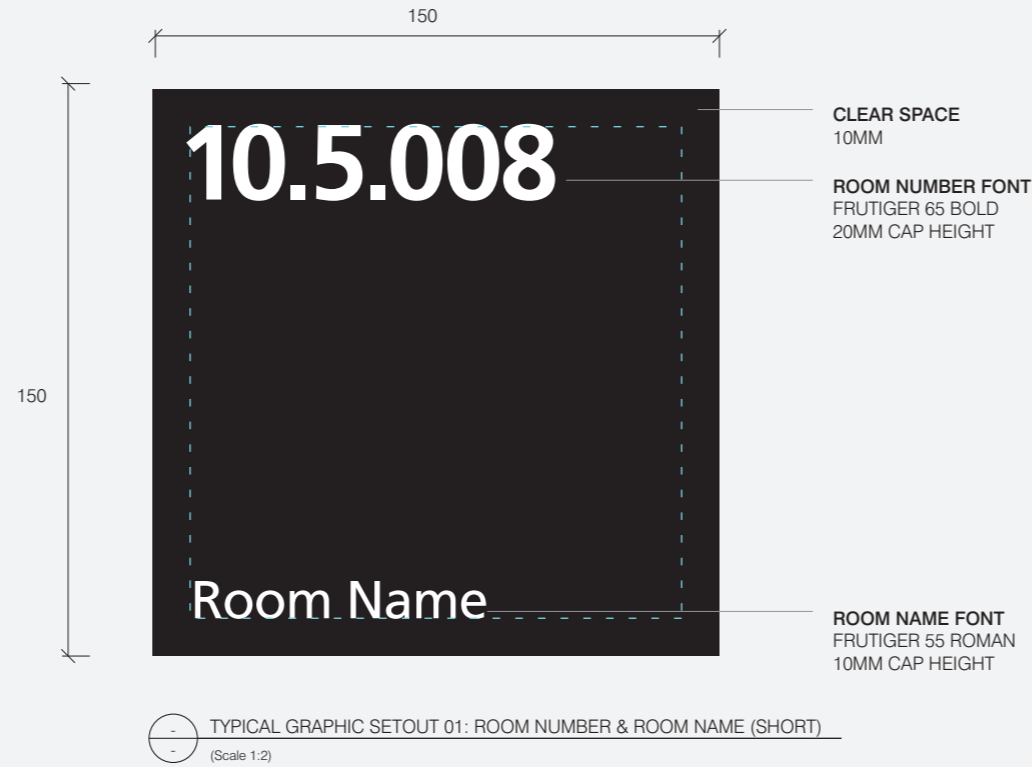 150
CLEAR SPACE
10MM
10.5.008
ROOM NUMBER FONT
FRUTIGER 65 BOLD
20MM CAP HEIGHT
150
Room Name
ROOM NAME FONT
FRUTIGER 55 ROMAN
10MM CAP HEIGHT
-
TYPICAL GRAPHIC SETOUT 01: ROOM NUMBER & ROOM NAME (SHORT)
-
(Scale 1:2)